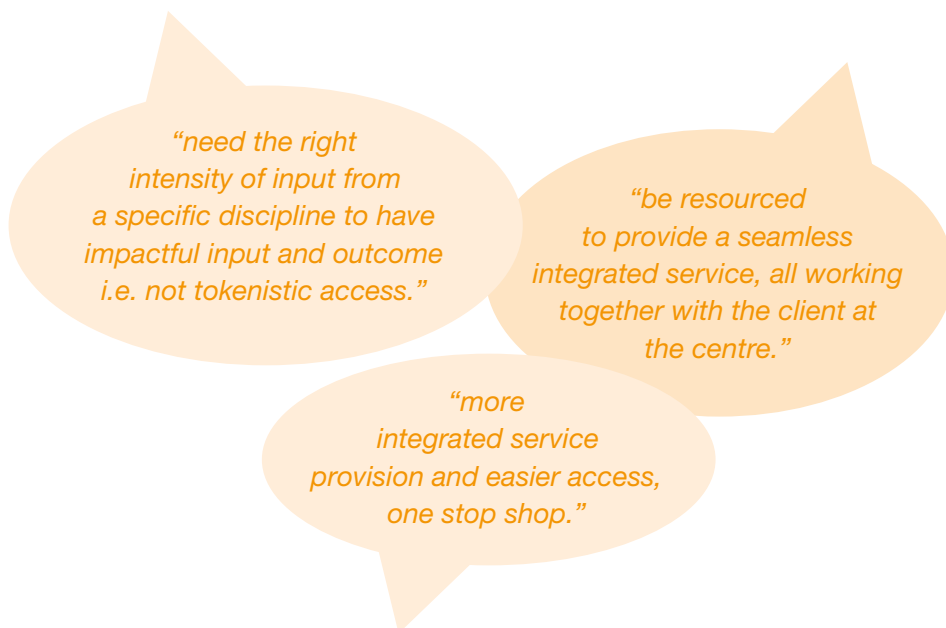 “need the right
intensity of input from
a specific discipline to have
impactful input and outcome
i.e. not tokenistic access.”
“be resourced
to provide a seamless
integrated service, all working
together with the client at
the centre.”
“more
integrated service
provision and easier access,
one stop shop.”